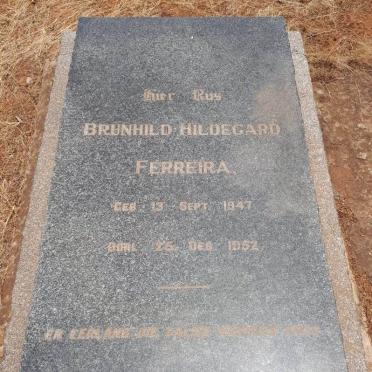 Hier Rus
BRUNHILD HILDEGARD
FERREIRA.
GEB. 13 SEPT. 1947
OORL. 25 DES. 1952